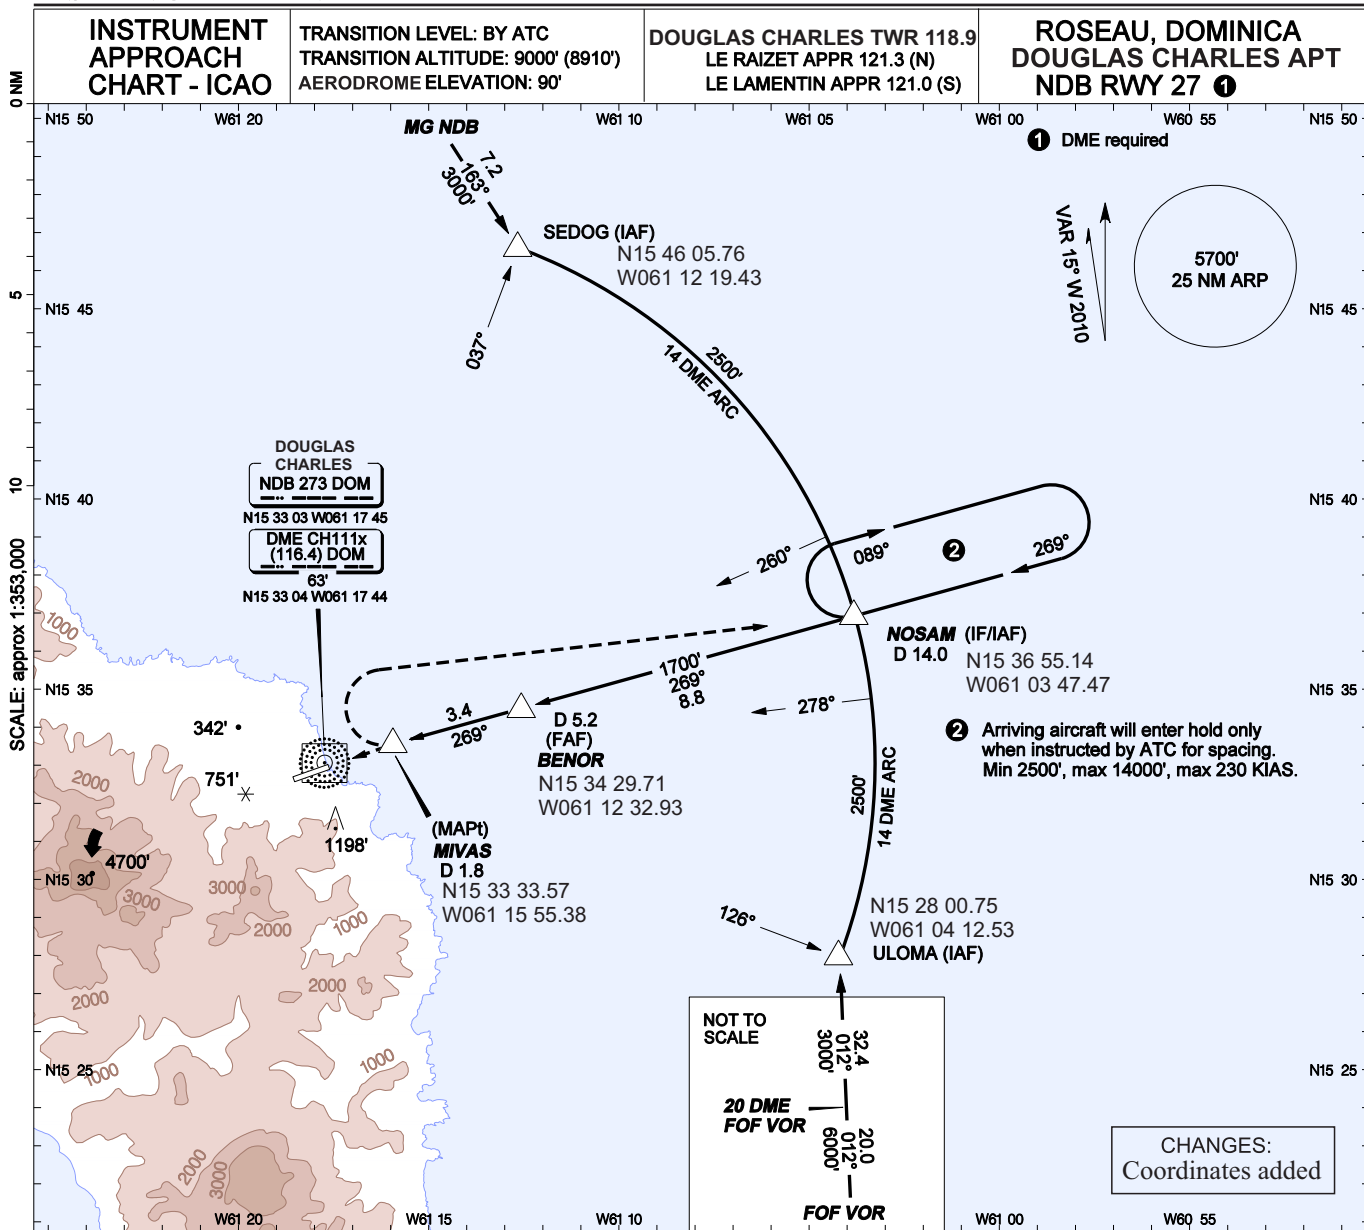 INSTRUMENT
APPROACH
CHART - ICAO
TRANSITION LEVEL: BY ATC
TRANSITION ALTITUDE: 9000' (8910')
AERODROME ELEVATION: 90'
DOUGLAS CHARLES TWR 118.9
LE RAIZET APPR 121.3 (N)
LE LAMENTIN APPR 121.0 (S)
ROSEAU, DOMINICA
DOUGLAS CHARLES APT
NDB RWY 27 1
0 NM
5
10
SCALE: approx 1:353,000
N15 50
W61 20
W61 10
W61 05
W61 00
W60 55
N15 50
MG NDB
7.2
163°
3000'
1 DME required
SEDOG (IAF)
N15 46 05.76
W061 12 19.43
037°
VAR 15° W 2010
5700'
25 NM ARP
N15 45
N15 45
2500'
14 DME ARC
DOUGLAS
CHARLES
NDB 273 DOM
N15 33 03 W061 17 45
DME CH111x
(116.4) DOM
63'
N15 33 04 W061 17 44
N15 40
N15 40
260°
089°
2
269°
1000
NOSAM (IF/IAF)
D 14.0
N15 36 55.14
W061 03 47.47
1700'
269°
8.8
N15 35
N15 35
278°
3.4
269°
D 5.2
(FAF)
BENOR
N15 34 29.71
W061 12 32.93
342'
751'
2 Arriving aircraft will enter hold only
when instructed by ATC for spacing.
Min 2500', max 14000', max 230 KIAS.
2000
2500'
14 DME ARC
1198'
(MAPt)
MIVAS
D 1.8
N15 33 33.57
W061 15 55.38
4700'
N15 30
N15 30
3000
3000
2000
1000
126°
N15 28 00.75
W061 04 12.53
ULOMA (IAF)
2000
2000
NOT TO
SCALE
32.4
012°
3000'
N15 25
N15 25
1000
1000
20 DME
FOF VOR
20.0
012°
6000'
2000
3000
FOF VOR
CHANGES:
Coordinates added
W61 20
W61 15
W61 10
W61 00
W60 55